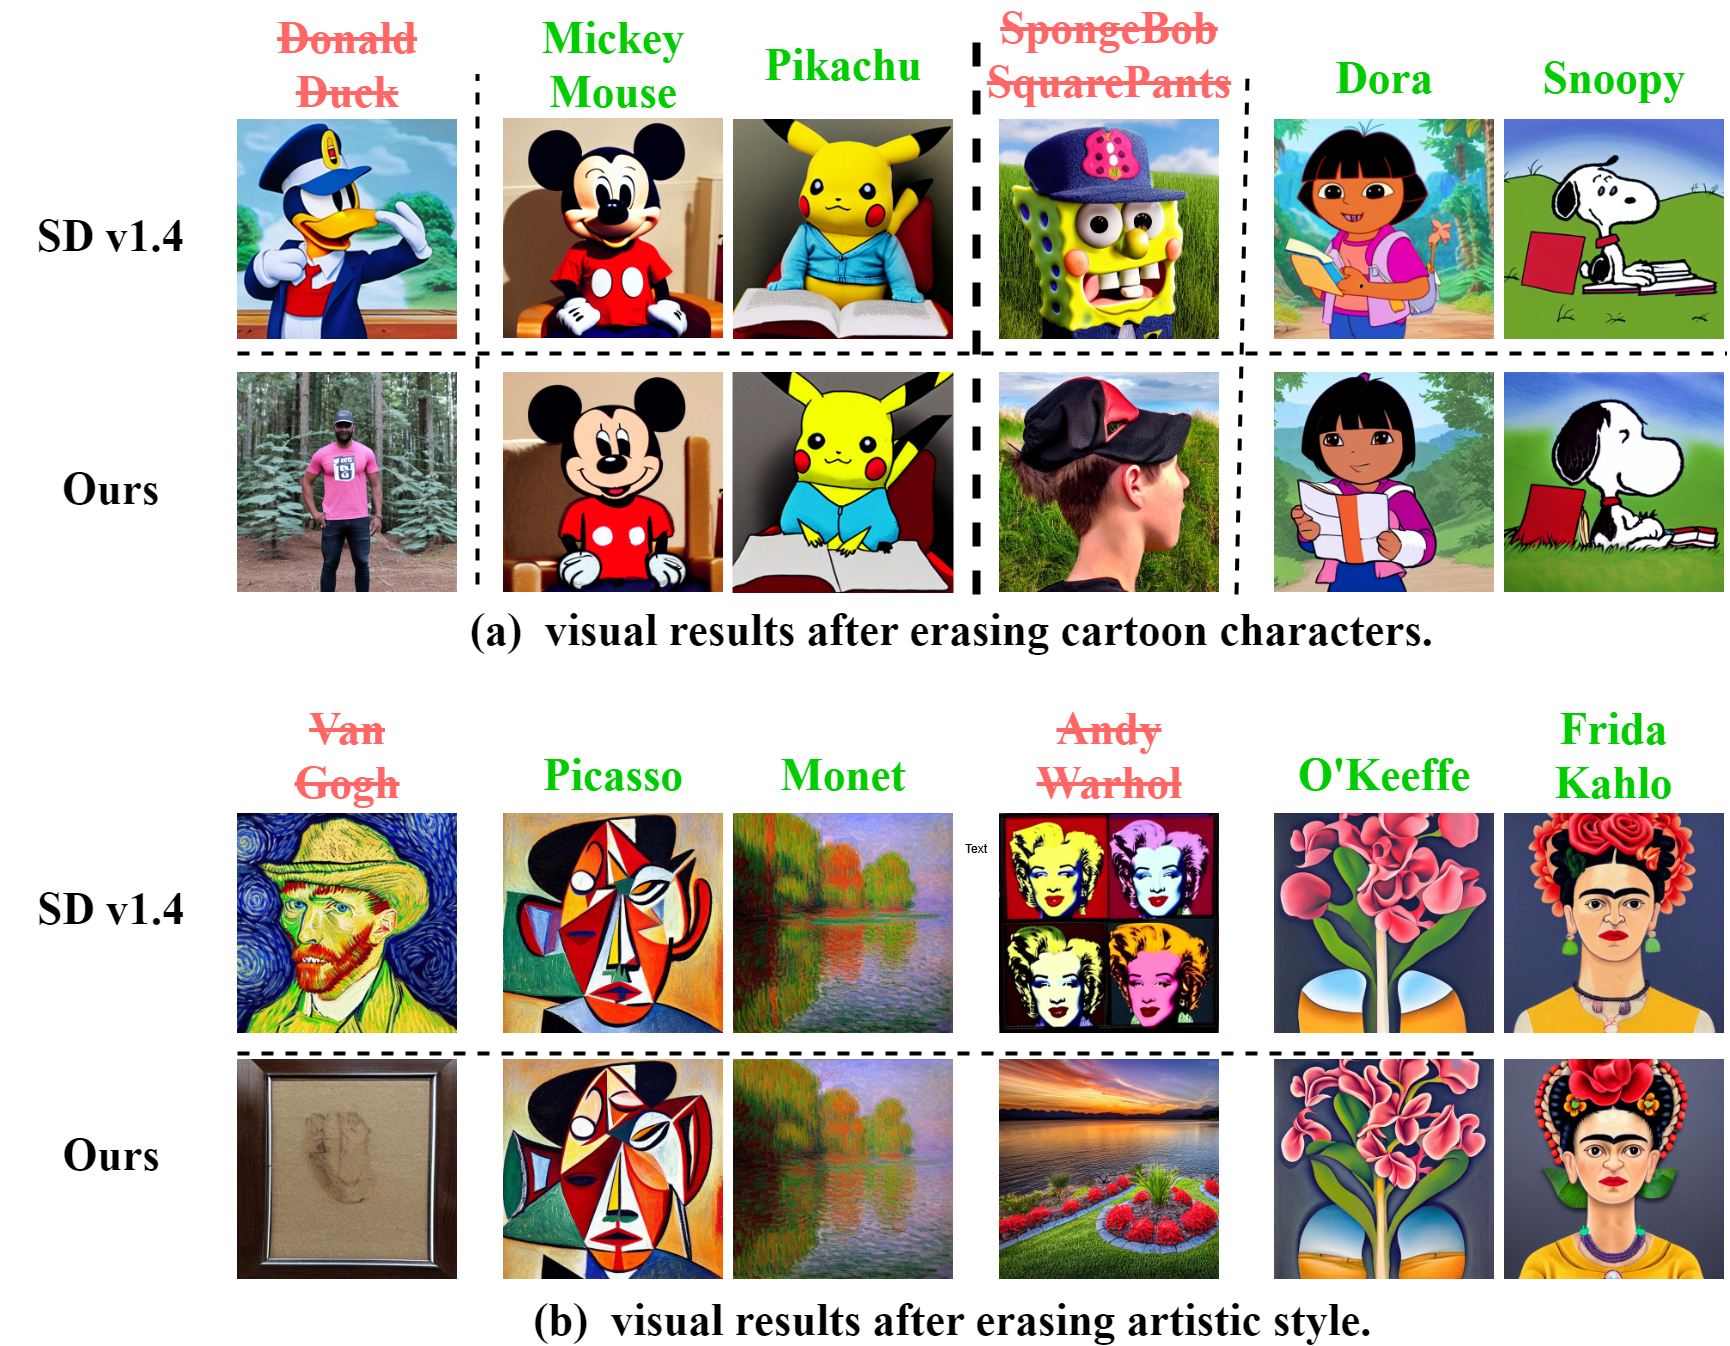 Donald
Duck
Mickey
Mouse
Pikachu
SpongeBob
SquarePants
Dora
Snoopy
SD v1.4
Ours
(a) visual results after erasing cartoon characters.
Van
Gogh
Picasso
Monet
Andy
Warhol
O'Keeffe
Frida
Kahlo
SD v1.4
Text
Ours
(b) visual results after erasing artistic style.